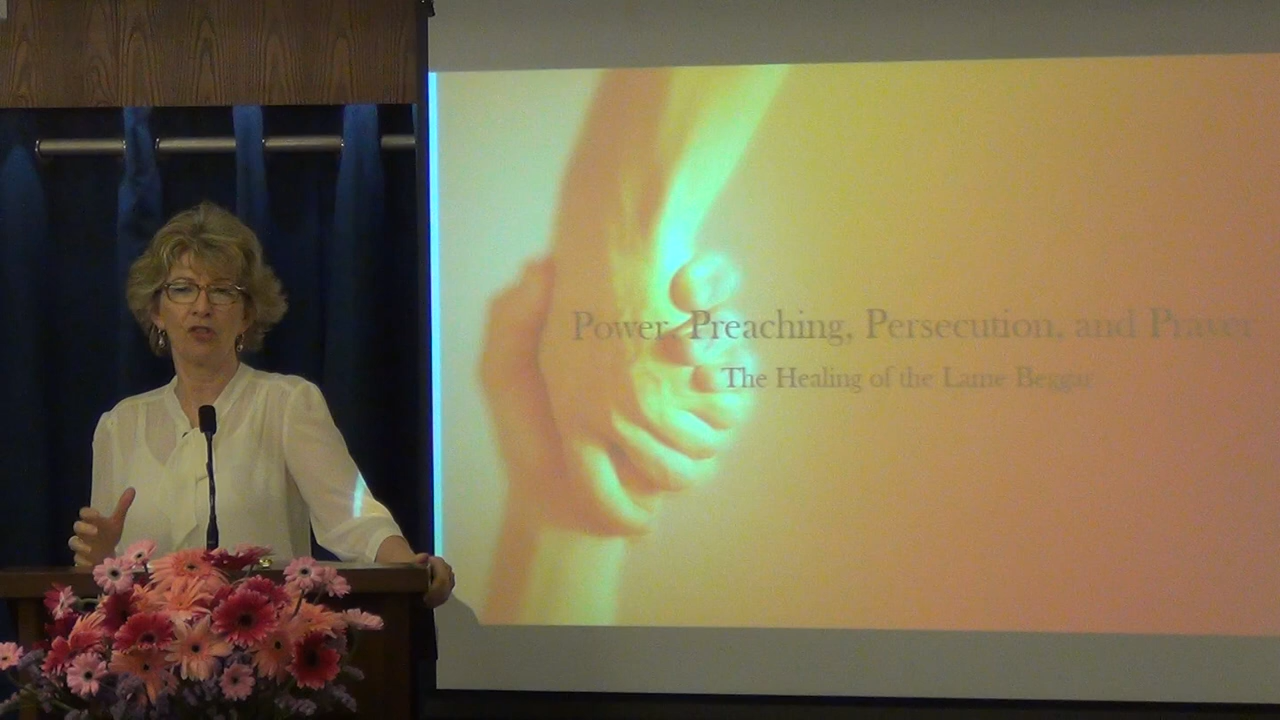 Power, Preaching, Persecution, and Prayer
The Healing of the Lame Beggar